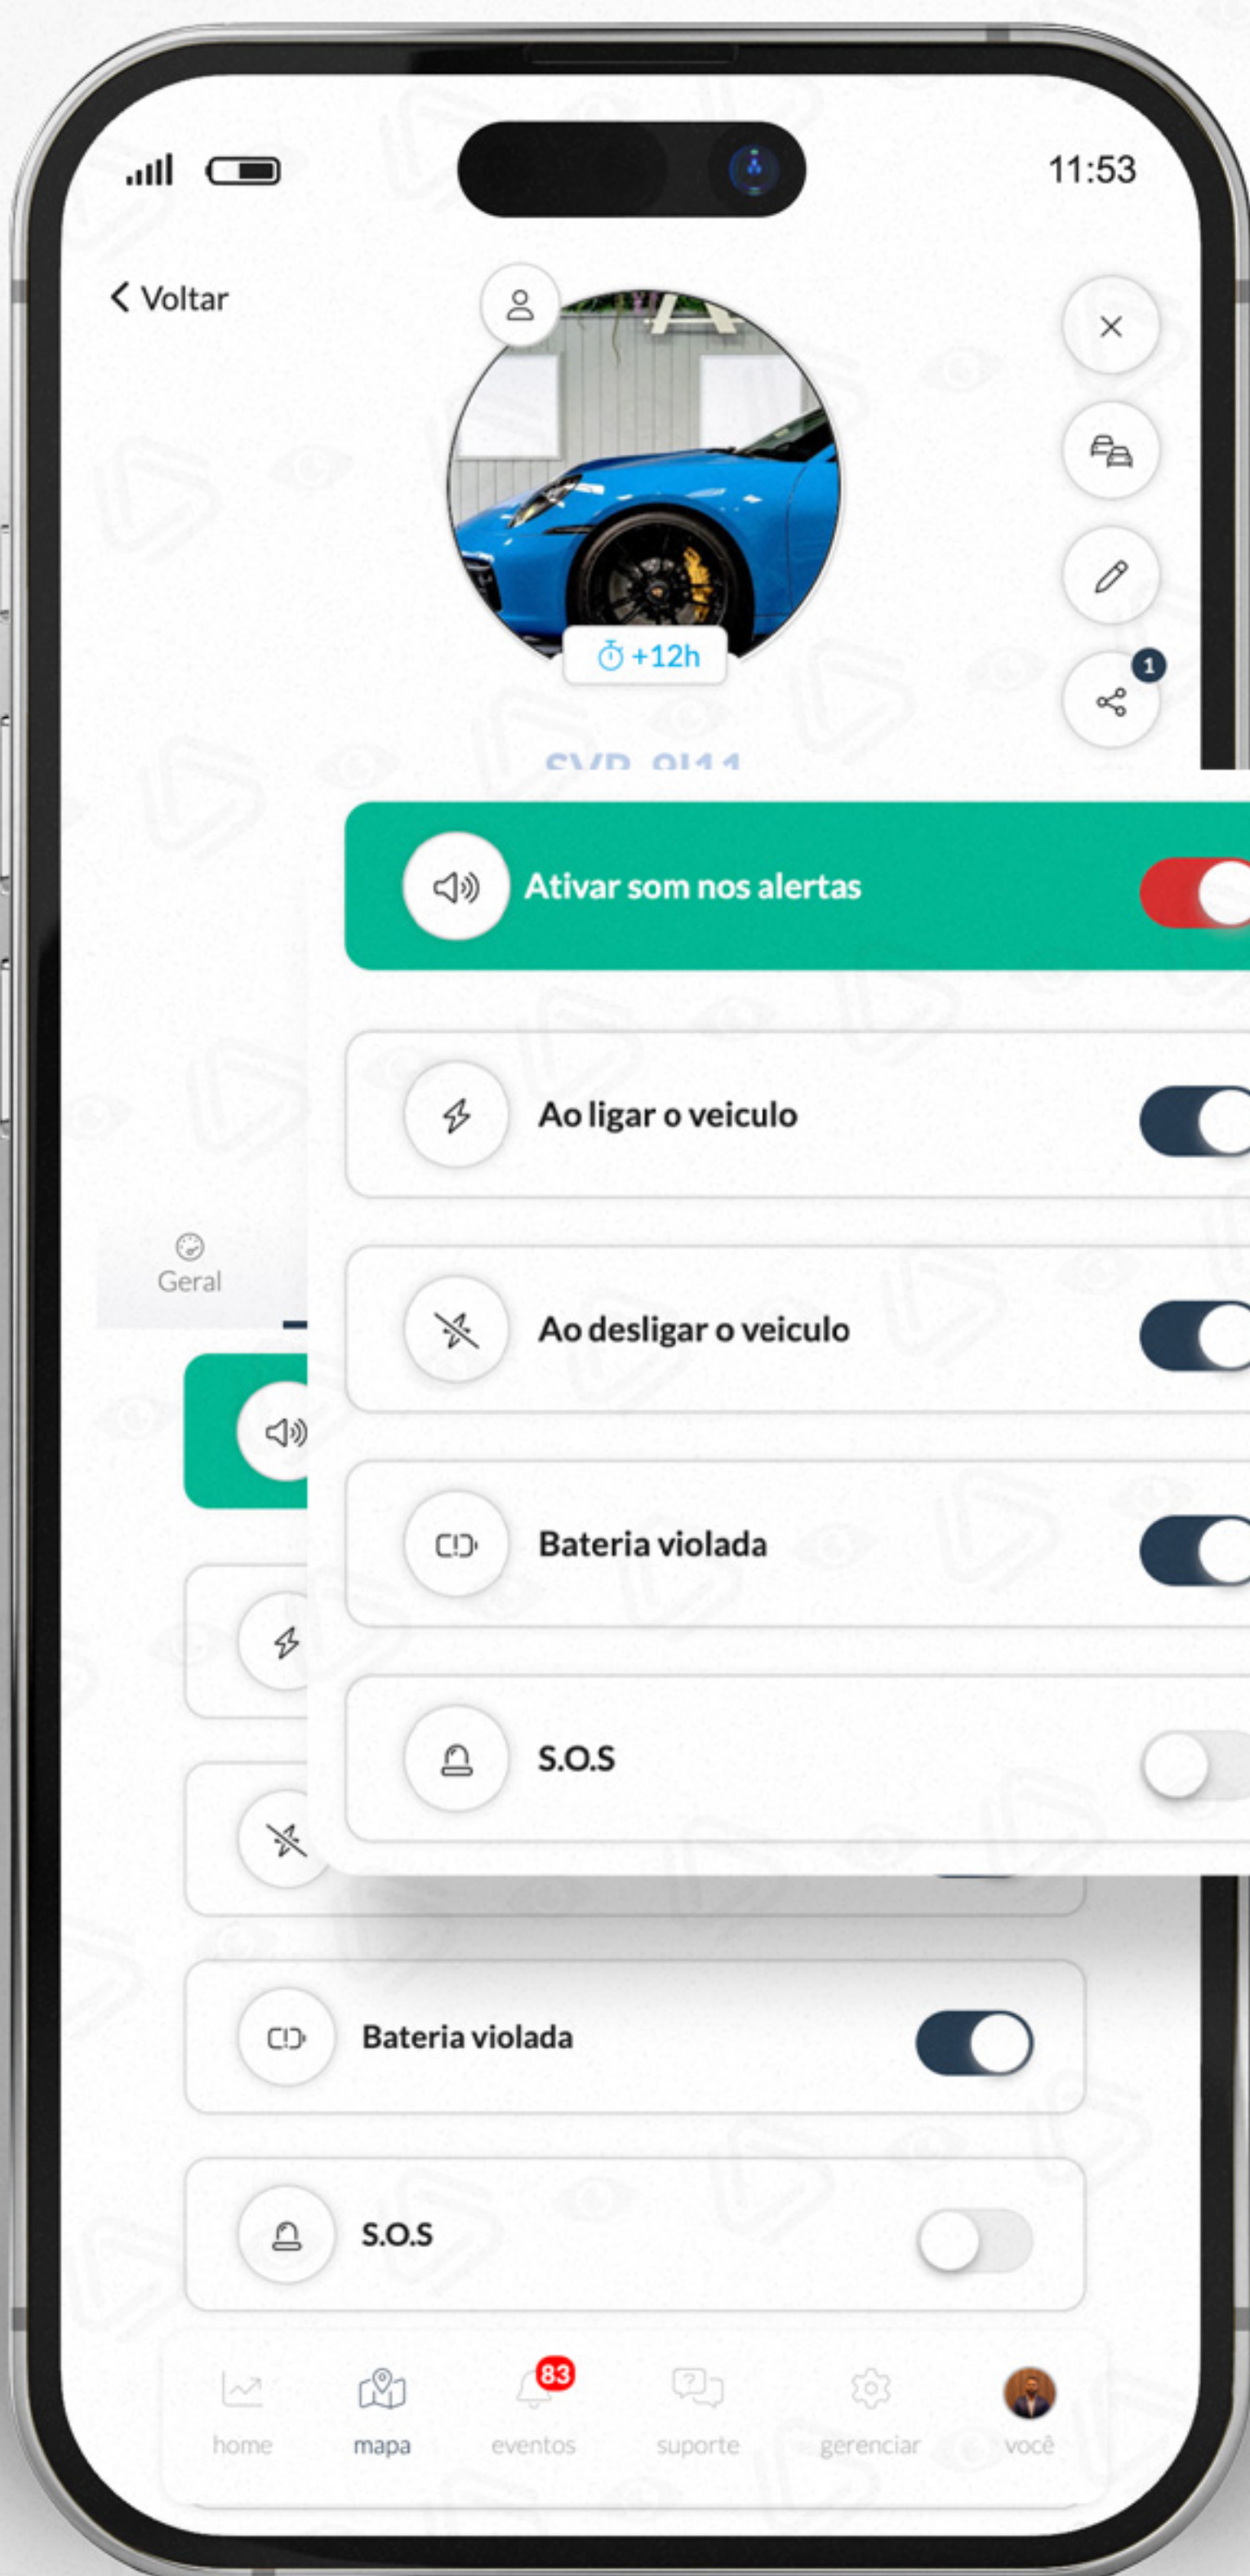 11:53
Voltar
+12h
1
Ativar som nos alertas
Ao ligar o veiculo
Geral
Ao desligar o veiculo
Bateria violada
S.O.S
Bateria violada
S.O.S
83
home
mapa
eventos
suporte
gerenciar
você